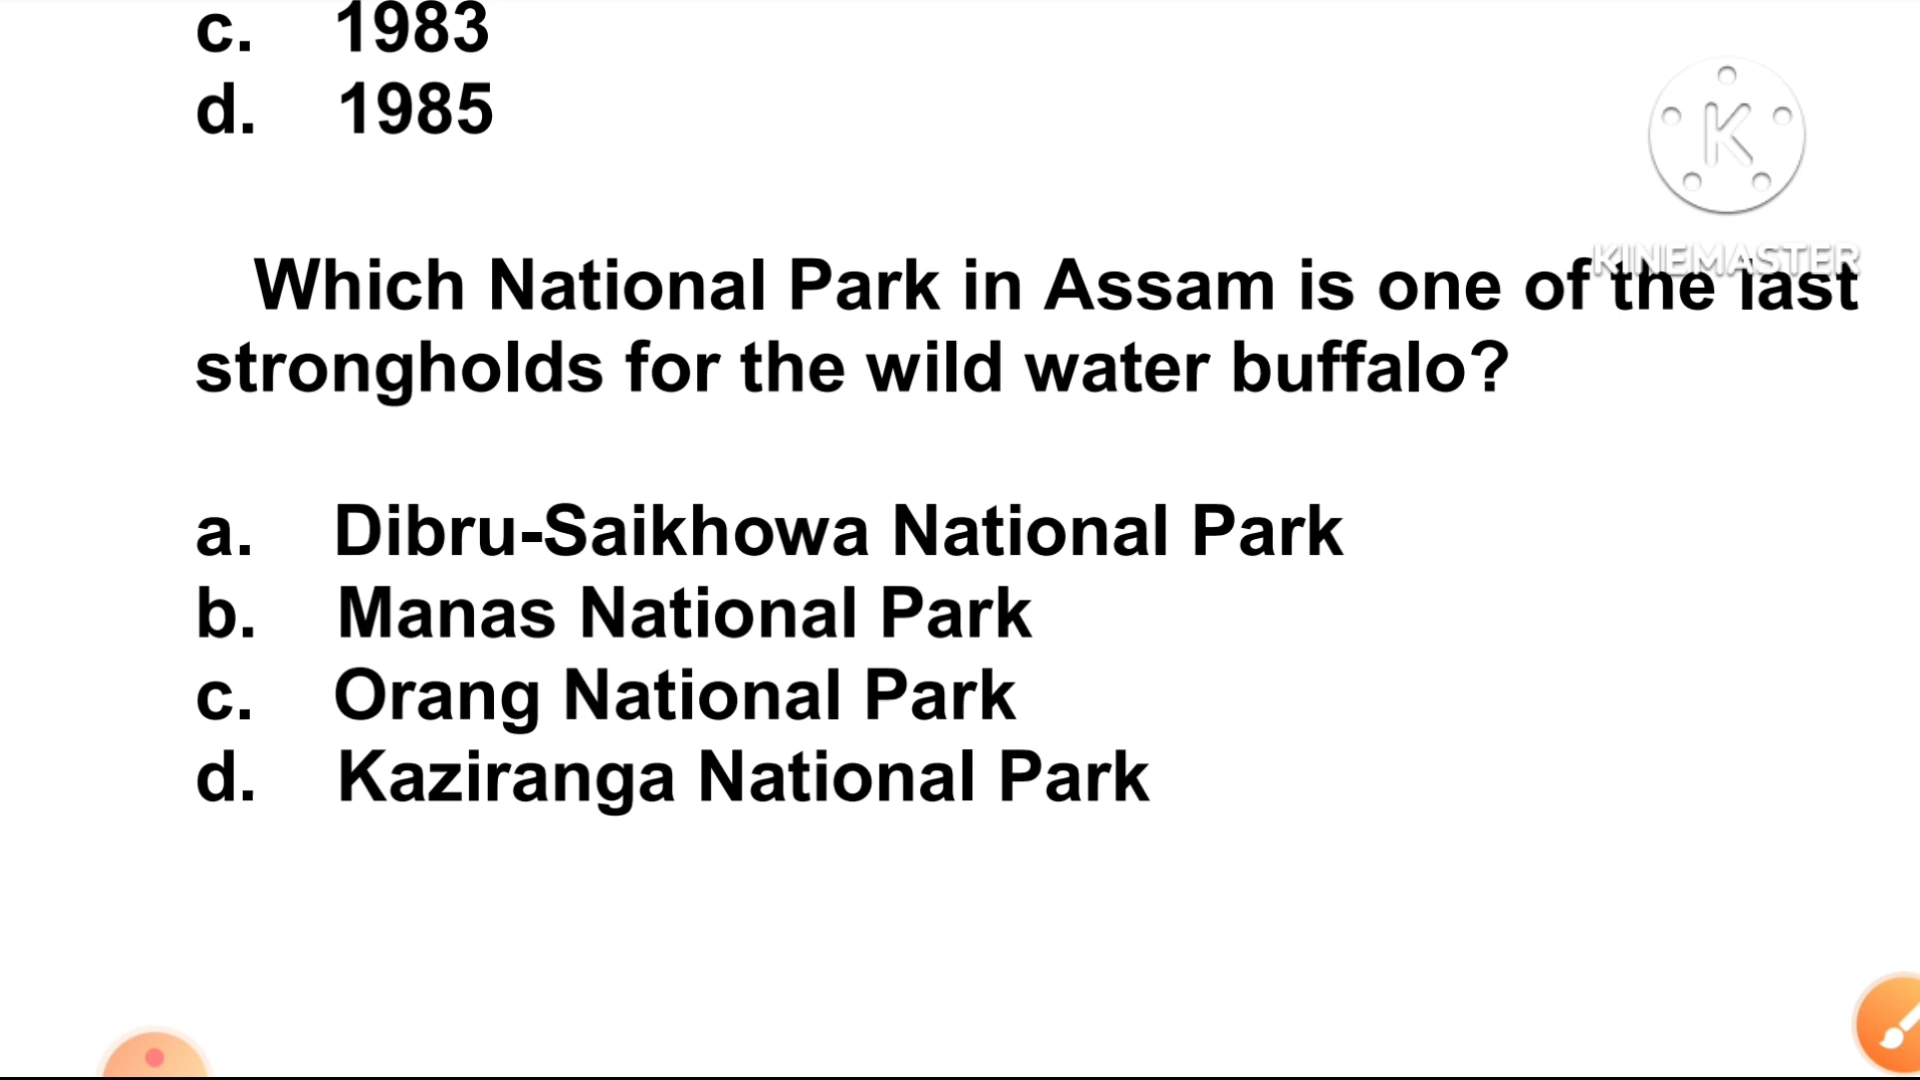 c. 1983
d. 1985
K
KINEMASTER
Which National Park in Assam is one of the last
strongholds for the wild water buffalo?
a. Dibru-Saikhowa National Park
b. Manas National Park
c. Orang National Park
d. Kaziranga National Park